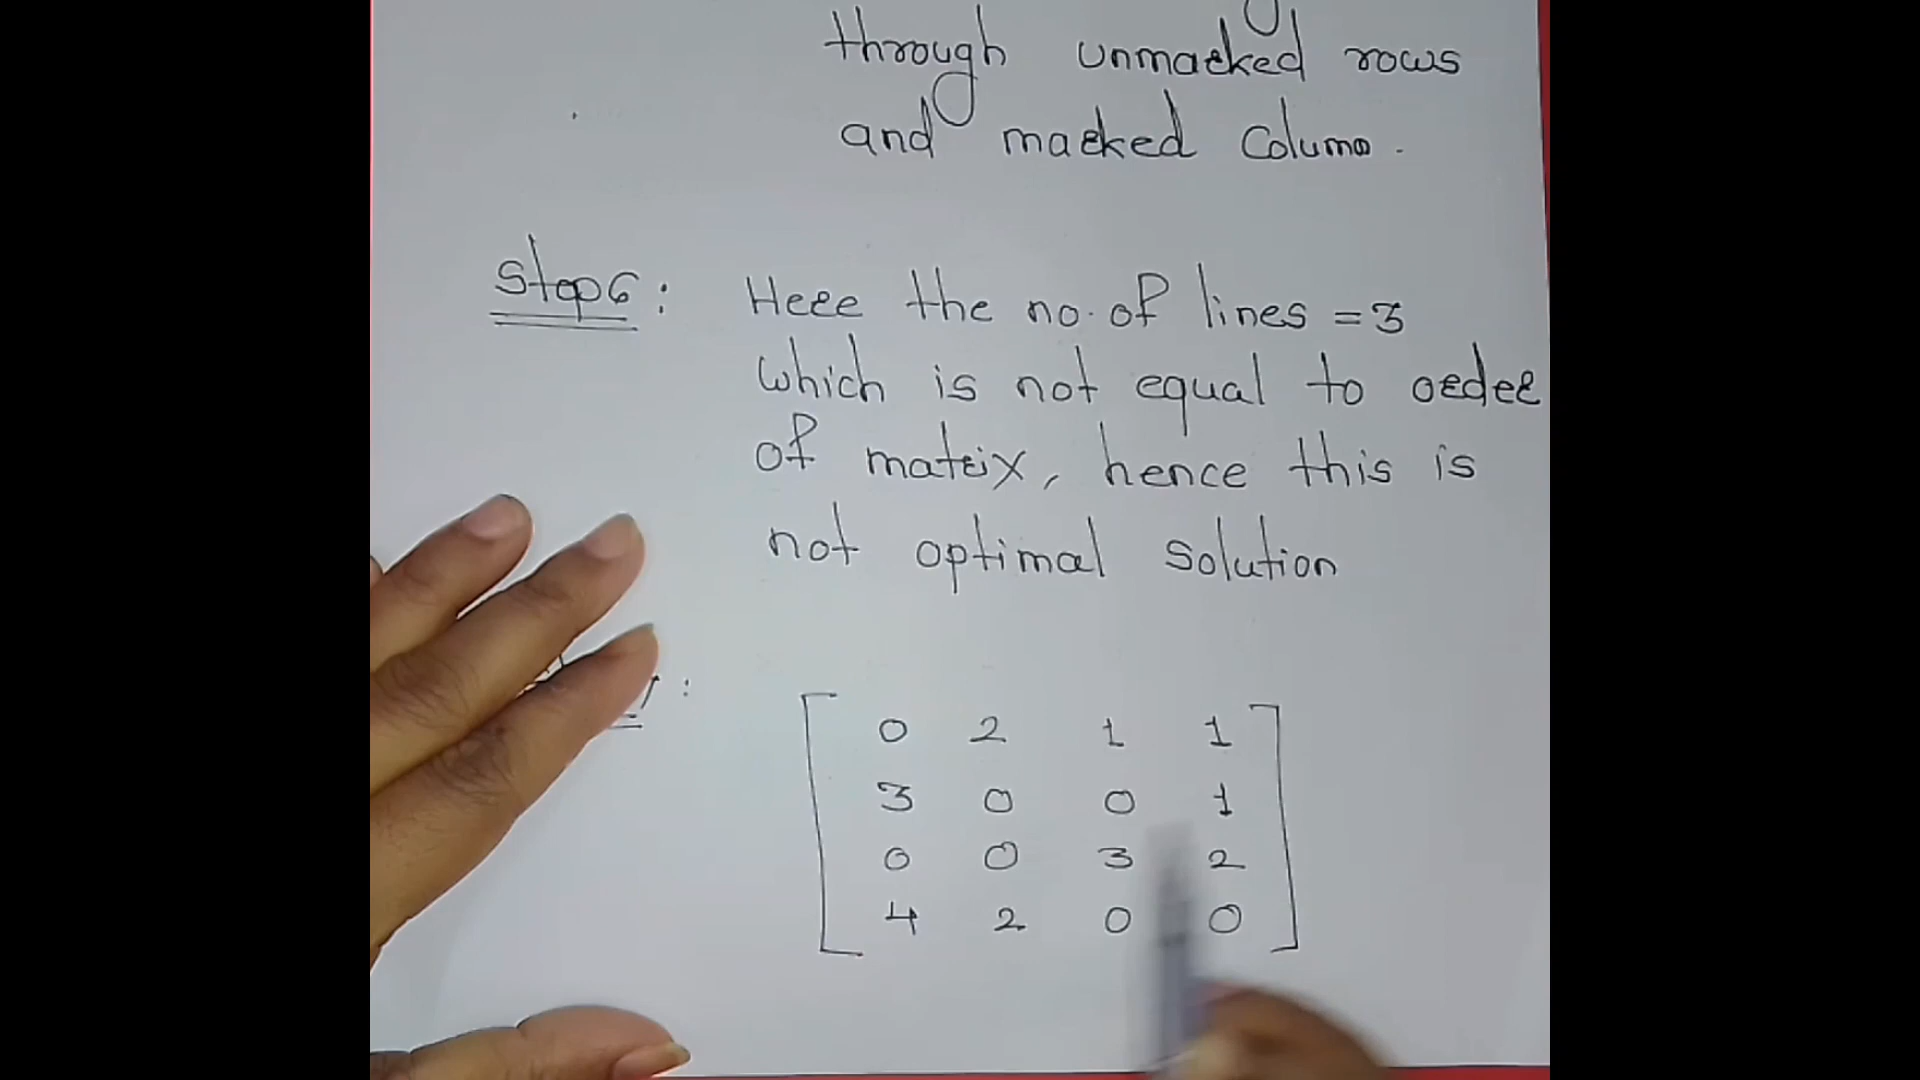 through unmarked rows
and marked Column.
Step 6 : Here the no. of lines = 3
which is not equal to order
of matrix, hence this is
not optimal solution
:
0 2 1 1
3 0 0 1
0 0 3 2
4 2 0 0